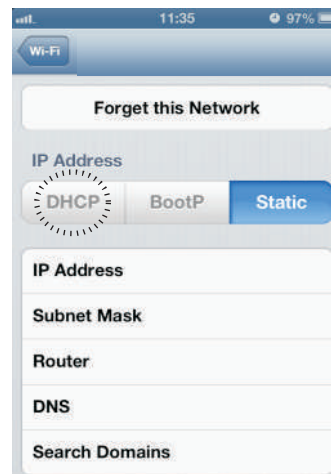 11:35 97%
Wi-Fi
Forget this Network
IP Address
DHCP BootP Static
IP Address
Subnet Mask
Router
DNS
Search Domains